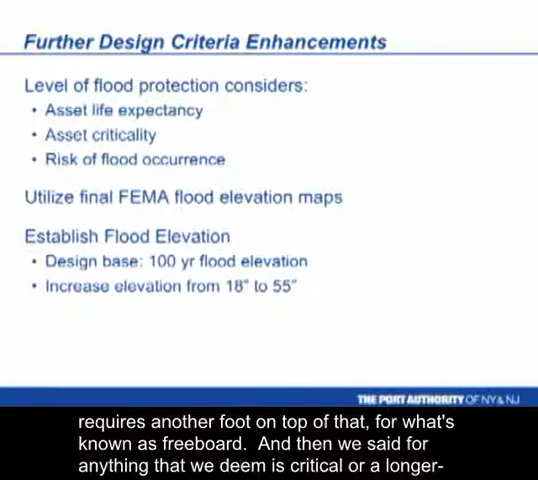 Further Design Criteria Enhancements
Level of flood protection considers:
• Asset life expectancy
• Asset criticality
• Risk of flood occurrence
Utilize final FEMA flood elevation maps
Establish Flood Elevation
• Design base: 100 yr flood elevation
• Increase elevation from 18" to 55"
THE PORT AUTHORITY OF NY & NJ
requires another foot on top of that, for what's
known as freeboard.  And then we said for
anything that we deem is critical or a longer-